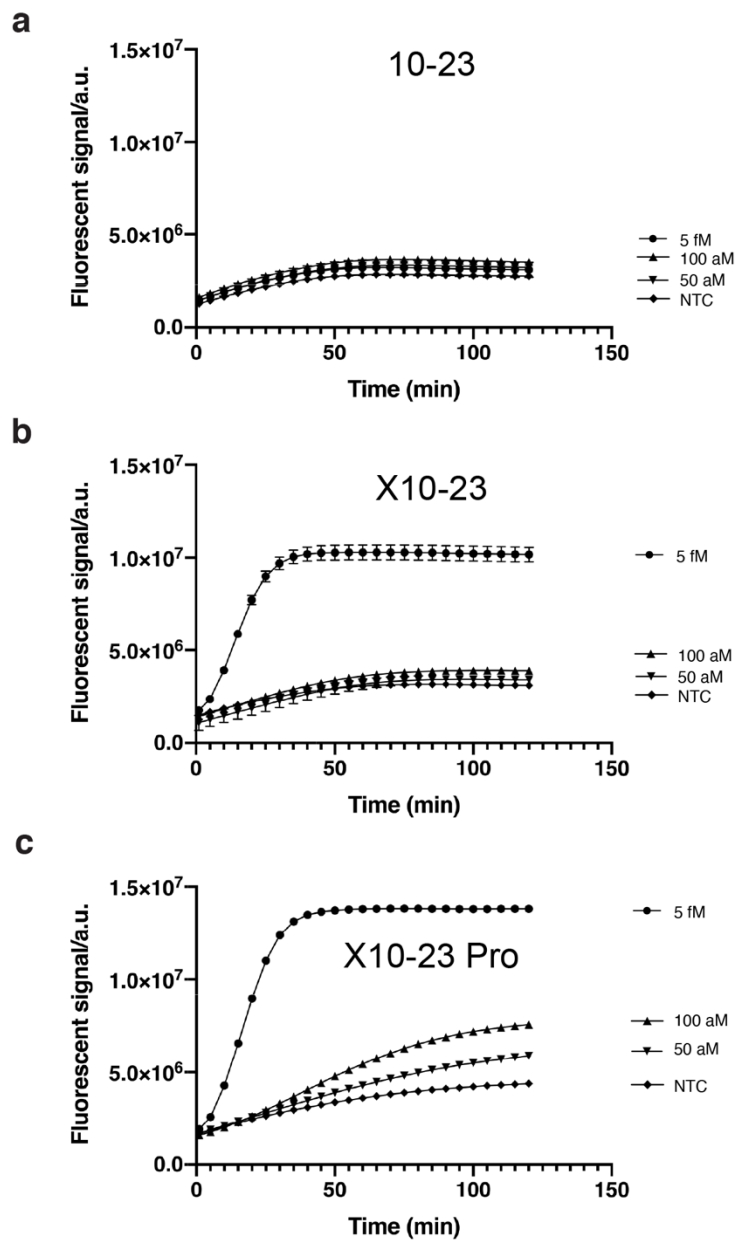 a
10-23
Fluorescent signal/a.u.
1.5×10⁷
1.0×10⁷
5.0×10⁶
0.0
0 50 100 150
Time (min)
5 fM
100 aM
50 aM
NTC
b
X10-23
Fluorescent signal/a.u.
1.5×10⁷
1.0×10⁷
5.0×10⁶
0.0
0 50 100 150
Time (min)
5 fM
100 aM
50 aM
NTC
c
X10-23 Pro
Fluorescent signal/a.u.
1.5×10⁷
1.0×10⁷
5.0×10⁶
0.0
0 50 100 150
Time (min)
5 fM
100 aM
50 aM
NTC